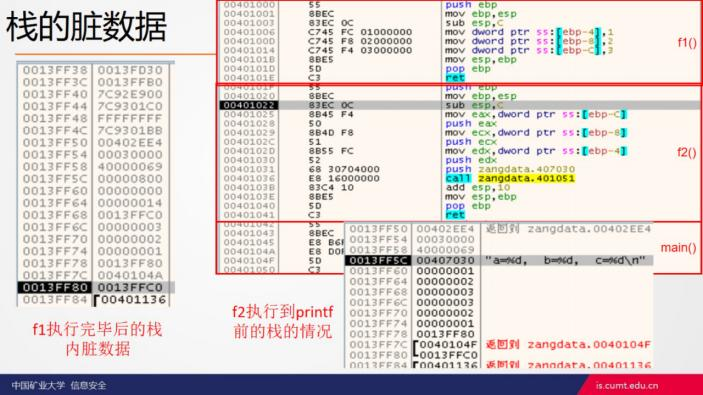 栈的脏数据
0013FF38 0013FD30
0013FF3C 0013FFB0
0013FF40 7C92E900
0013FF44 7C9301C0
0013FF48 FFFFFFFF
0013FF4C 7C9301BB
0013FF50 00402EE4
0013FF54 00030000
0013FF58 40000069
0013FF5C 00000800
0013FF60 00000000
0013FF64 00000014
0013FF68 0013FFC0
0013FF6C 00000003
0013FF70 00000002
0013FF74 00000001
0013FF78 0013FF80
0013FF7C 0040104A
0013FF80 0013FFC0
0013FF84 00401136
f1执行完毕后的栈
内脏数据
00401000 55 push ebp
00401001 8BEC mov ebp,esp
00401003 83EC 0C sub esp,C
00401006 C745 FC 01000000 mov dword ptr ss:[ebp-4],1
0040100D C745 F8 02000000 mov dword ptr ss:[ebp-8],2
00401014 C745 F4 03000000 mov dword ptr ss:[ebp-C],3
0040101B 8BE5 mov esp,ebp
0040101D 5D pop ebp
0040101E C3 ret
f1()
0040101F 55 push ebp
00401020 8BEC mov ebp,esp
00401022 83EC 0C sub esp,C
00401025 8B45 F4 mov eax,dword ptr ss:[ebp-C]
00401028 50 push eax
00401029 8B4D F8 mov ecx,dword ptr ss:[ebp-8]
0040102C 51 push ecx
0040102D 8B55 FC mov edx,dword ptr ss:[ebp-4]
00401030 52 push edx
00401031 68 30704000 push zangdata.407030
00401036 E8 16000000 call zangdata.401051
0040103B 83C4 10 add esp,10
0040103E 8BE5 mov esp,ebp
00401040 5D pop ebp
00401041 C3 ret
f2()
00401042 55
00401043 8BEC
00401045
0040104A
0040104F 5D
00401050 C3
main()
0013FF50 00402EE4 返回到 zangdata.00402EE4
0013FF54 00030000
0013FF58 40000069
0013FF5C 00407030 "a=%d, b=%d, c=%d\n"
0013FF60 00000001
0013FF64 00000002
0013FF68 00000003
0013FF6C 00000003
0013FF70 00000002
0013FF74 00000001
0013FF78 0013FF80
0013FF7C 0040104F 返回到 zangdata.0040104F
0013FF80 0013FFC0
0013FF84 00401136 返回到 zangdata.00401136
f2执行到printf
前的栈的情况
中国矿业大学 信息安全
is.cumt.edu.cn